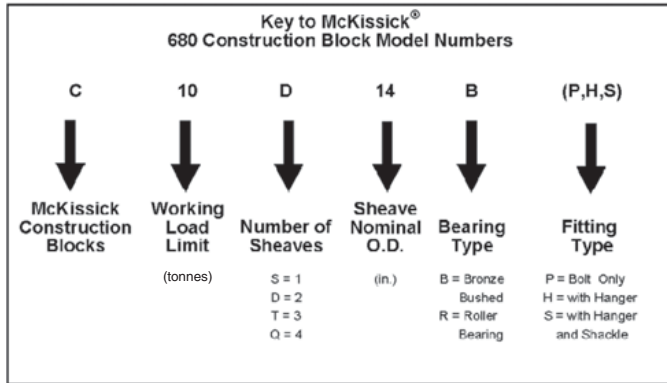 Key to McKissick®
680 Construction Block Model Numbers
C 10 D 14 B (P,H,S)
McKissick
Construction
Blocks
Working
Load
Limit
(tonnes)
Number of
Sheaves
S = 1
D = 2
T = 3
Q = 4
Sheave
Nominal
O.D.
(in.)
Bearing
Type
B = Bronze
Bushed
R = Roller
Bearing
Fitting
Type
P = Bolt Only
H = with Hanger
S = with Hanger
and Shackle